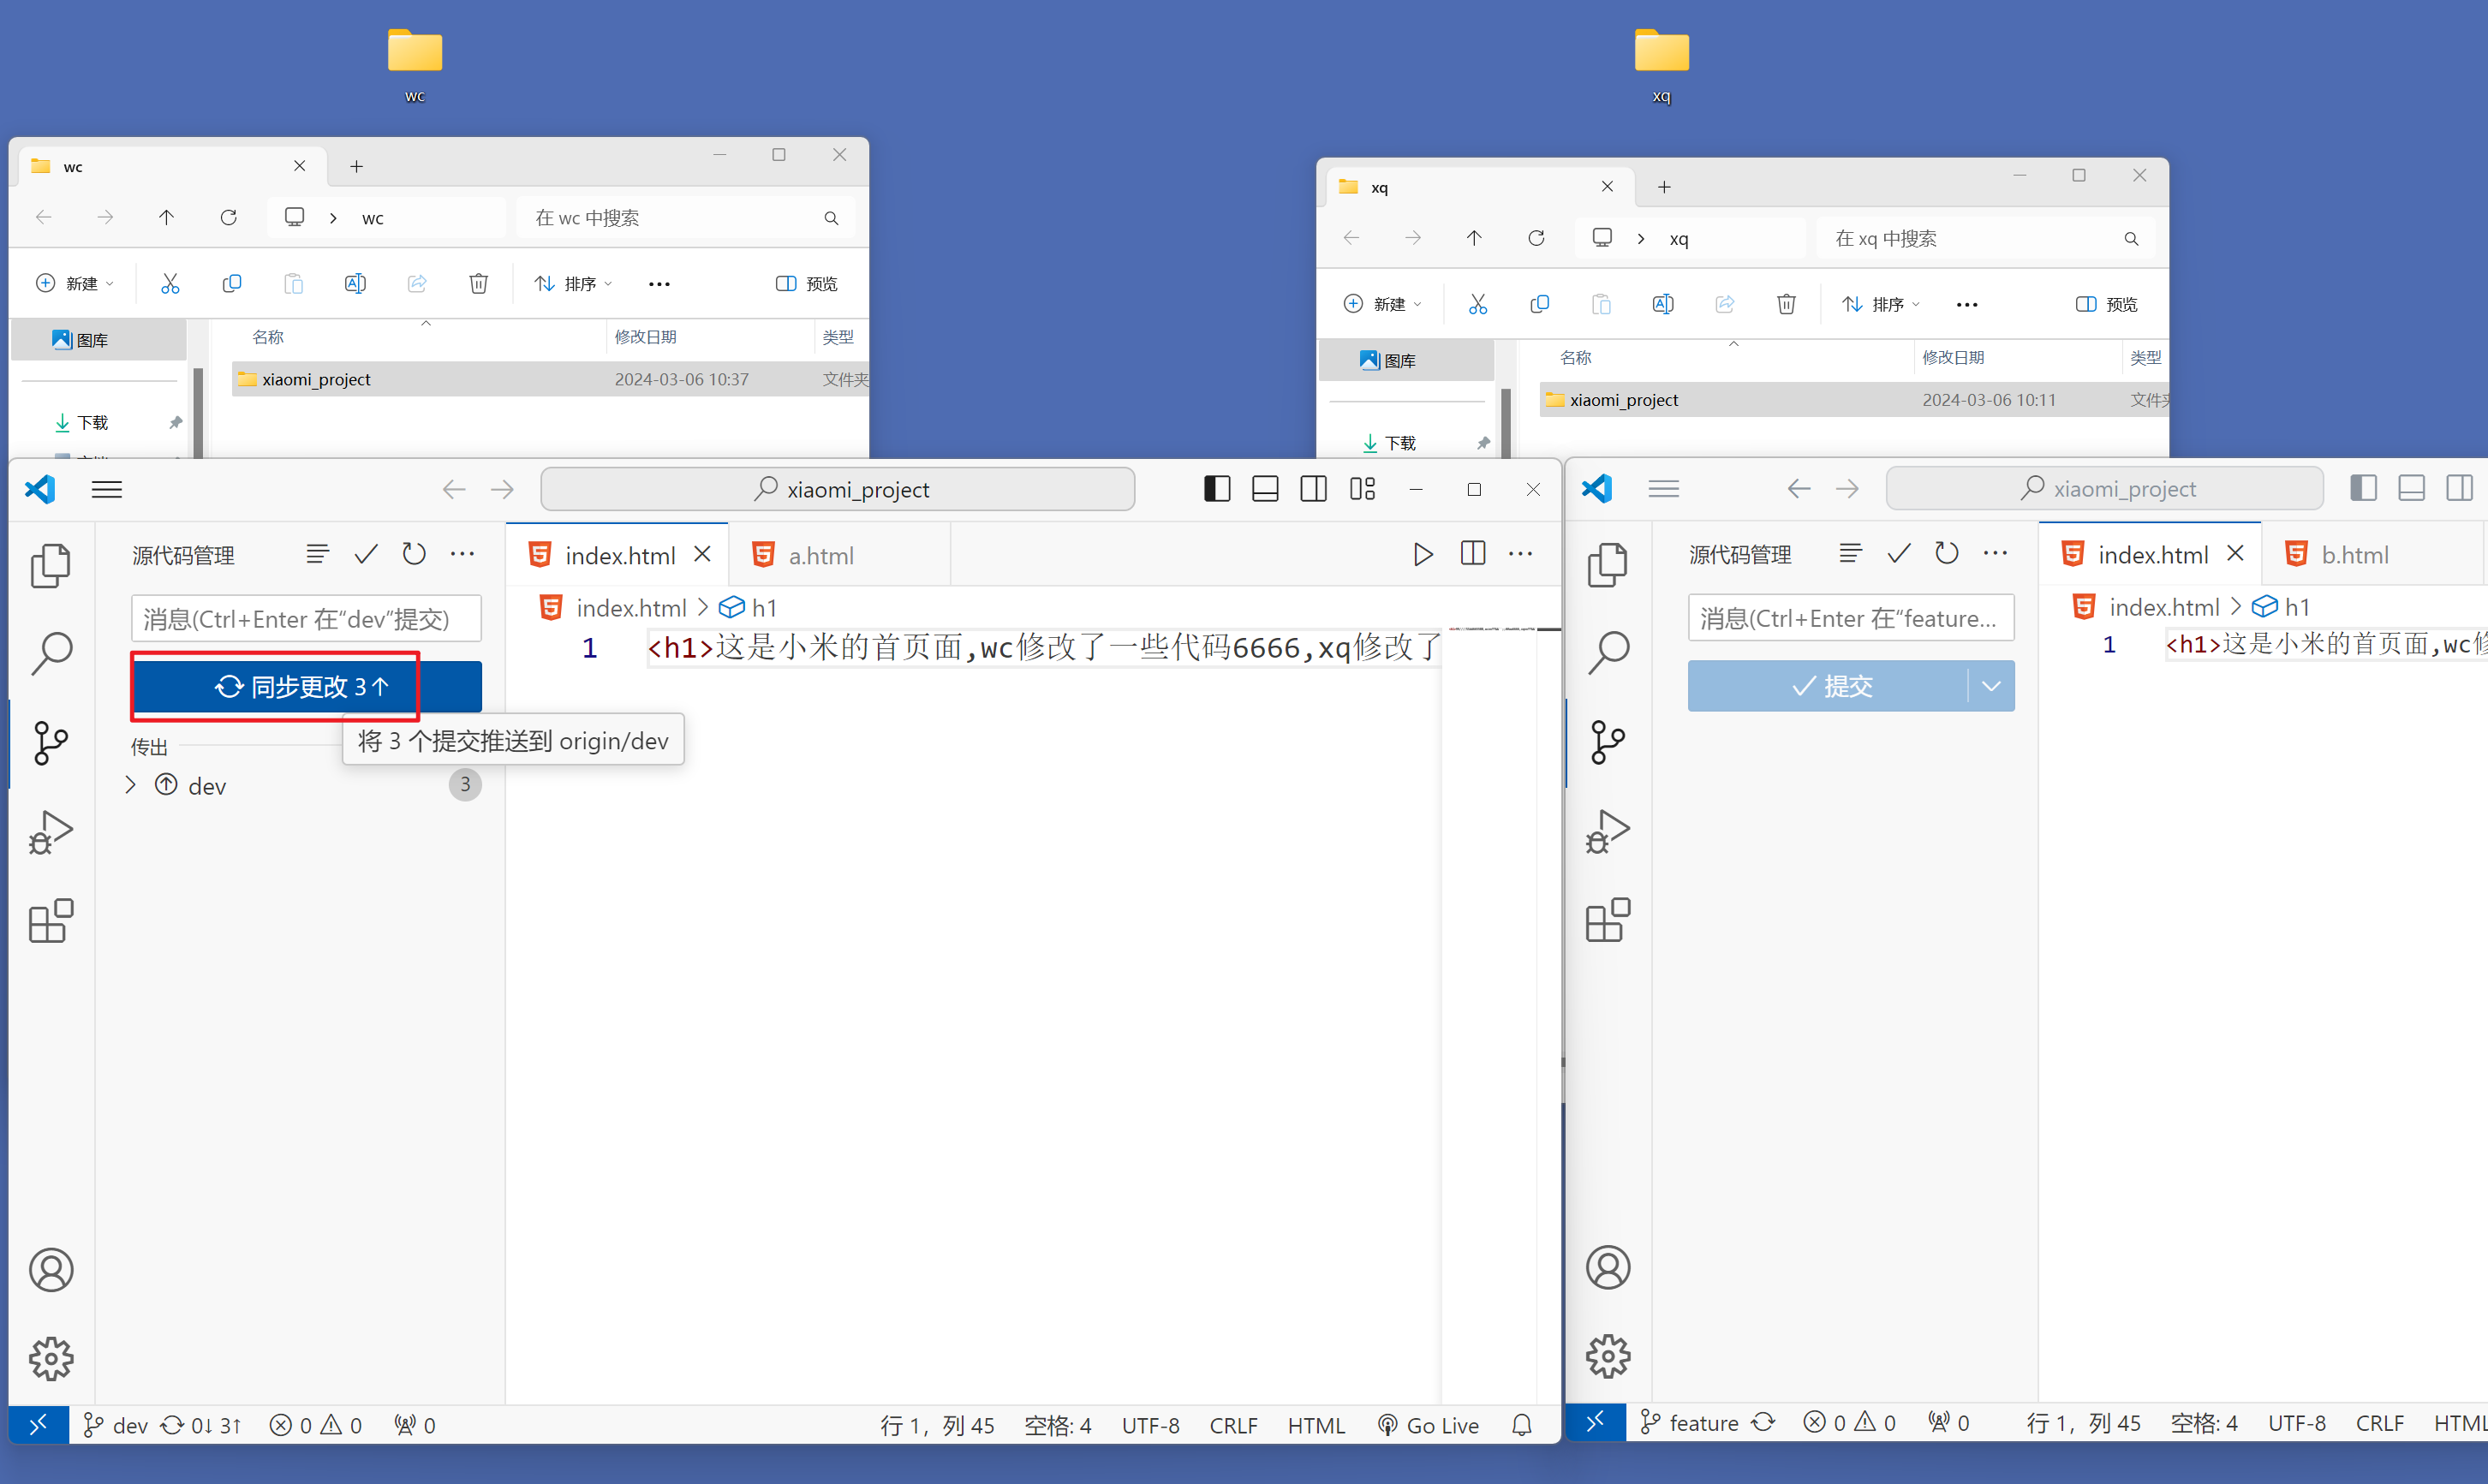 wc
xq
wc
wc
在 wc 中搜索
新建
排序
预览
图库
名称
修改日期
类型
xiaomi_project
2024-03-06 10:37
文件夹
下载
xq
xq
在 xq 中搜索
新建
排序
预览
图库
名称
修改日期
类型
xiaomi_project
2024-03-06 10:11
文件夹
下载
xiaomi_project
源代码管理
index.html
a.html
消息(Ctrl+Enter 在“dev”提交)
index.html > h1
1 <h1>这是小米的首页面,wc修改了一些代码6666,xq修改了
同步更改 3↑
将 3 个提交推送到 origin/dev
传出
dev
3
dev 0↓ 3↑ 0 0 0
行 1，列 45 空格: 4 UTF-8 CRLF HTML Go Live
xiaomi_project
源代码管理
index.html
b.html
消息(Ctrl+Enter 在“feature...
index.html > h1
1 <h1>这是小米的首页面,wc修
提交
feature 0 0 0
行 1，列 45 空格: 4 UTF-8 CRLF HTML